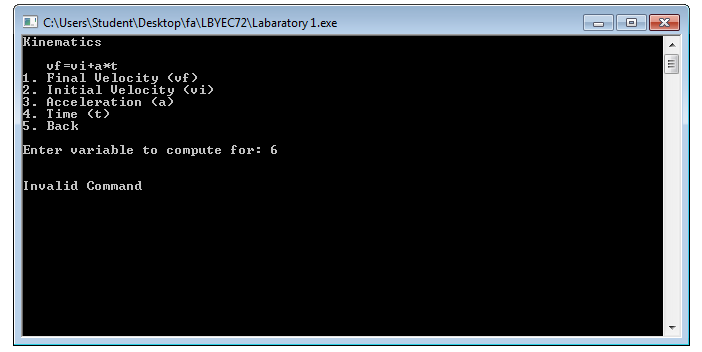 C:\Users\Student\Desktop\fa\LBYEC72\Labaratory 1.exe
Kinematics
vf=vi+a*t
1. Final Velocity (vf)
2. Initial Velocity (vi)
3. Acceleration (a)
4. Time (t)
5. Back
Enter variable to compute for: 6
Invalid Command